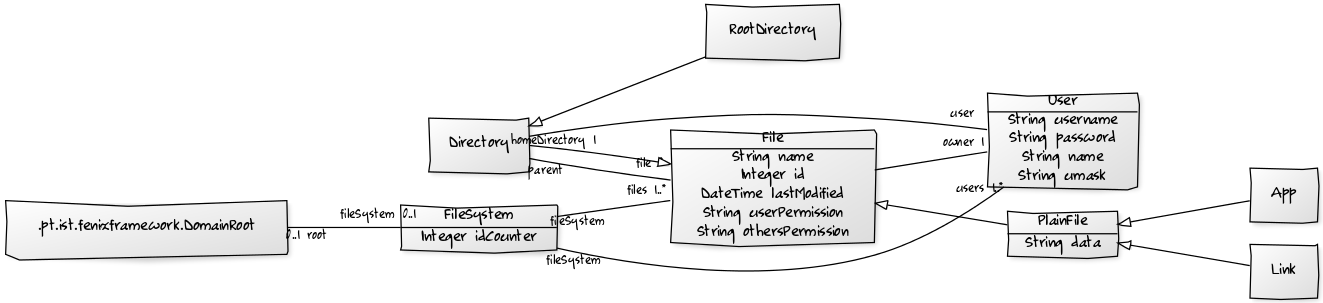 RootDirectory
User
String username
String password
String name
String umask
user
owner 1
users 1..*
Directory
homeDirectory 1
file
parent
files 1..*
File
String name
Integer id
DateTime lastModified
String userPermission
String othersPermission
App
.pt.ist.fenixframework.DomainRoot
0..1 root
fileSystem 0..1
FileSystem
Integer idCounter
fileSystem
fileSystem
PlainFile
String data
Link